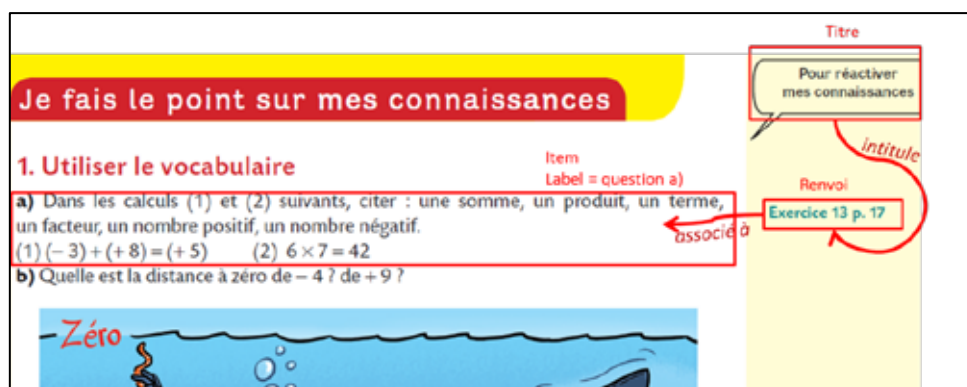 Titre
Pour réactiver
mes connaissances
Je fais le point sur mes connaissances
intitule
1. Utiliser le vocabulaire
Item
Label = question a)
Renvoi
a) Dans les calculs (1) et (2) suivants, citer : une somme, un produit, un terme,
un facteur, un nombre positif, un nombre négatif.
Exercice 13 p. 17
associé à
(1) (− 3) + (+ 8) = (+ 5) (2) 6 × 7 = 42
b) Quelle est la distance à zéro de − 4 ? de + 9 ?
Zéro